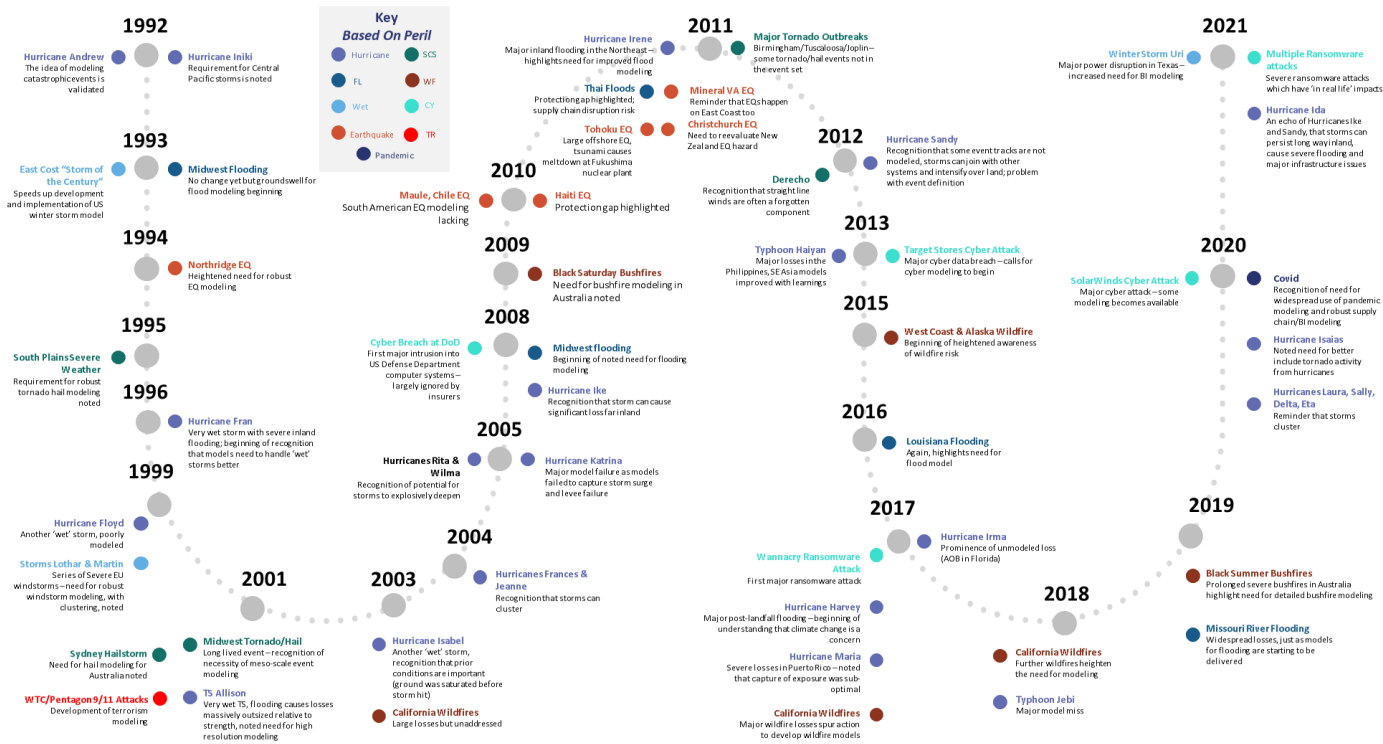 1992
Hurricane Andrew
The idea of modeling
catastrophic events is
validated
Hurricane Iniki
Requirement for Central
Pacific storms is noted
1993
East Cost "Storm of
the Century"
Speeds up development
and implementation of US
winter storm model
Midwest Flooding
No change yet but groundswell for
flood modeling beginning
1994
Northridge EQ
Heightened need for robust
EQ modeling
1995
South Plains Severe
Weather
Requirement for robust
tornado hail modeling
noted
1996
Hurricane Fran
Very wet storm with severe inland
flooding; beginning of recognition
that models need to handle 'wet'
storms better
1999
Hurricane Floyd
Another 'wet' storm, poorly
modeled
Storms Lothar & Martin
Series of Severe EU
windstorms – need for robust
windstorm modeling, with
clustering, noted
2001
Sydney Hailstorm
Need for hail modeling for
Australia noted
WTC/Pentagon 9/11 Attacks
Development of terrorism
modeling
Midwest Tornado/Hail
Long lived event – recognition of
necessity of meso-scale event
modeling
TS Allison
Very wet TS, flooding causes losses
massively outsized relative to
strength, noted need for high
resolution modeling
2003
Hurricane Isabel
Another 'wet' storm,
recognition that prior
conditions are important
(ground was saturated before
storm hit)
California Wildfires
Large losses but unaddressed
2004
Hurricanes Frances &
Jeanne
Recognition that storms can
cluster
2005
Hurricanes Rita &
Wilma
Recognition of potential for
storms to explosively deepen
Hurricane Katrina
Major model failure as models
failed to capture storm surge
and levee failure
2008
Cyber Breach at DoD
First major intrusion into
US Defense Department
computer systems –
largely ignored by
insurers
Midwest flooding
Beginning of noted need for flooding
modeling
Hurricane Ike
Recognition that storm can cause
significant loss far inland
2009
Black Saturday Bushfires
Need for bushfire modeling in
Australia noted
2010
Maule, Chile EQ
South American EQ modeling
lacking
Haiti EQ
Protection gap highlighted
Key
Based On Peril
Hurricane
SCS
FL
WF
Wet
CY
Earthquake
TR
Pandemic
2011
Hurricane Irene
Major inland flooding in the Northeast –
highlights need for improved flood
modeling
Thai Floods
Protection gap highlighted;
supply chain disruption risk
Tohoku EQ
Large offshore EQ,
tsunami causes
meltdown at Fukushima
nuclear plant
Major Tornado Outbreaks
Birmingham/Tuscaloosa/Joplin –
some tornado/hail events not in
the event set
Mineral VA EQ
Reminder that EQs happen
on East Coast too
Christchurch EQ
Need to reevaluate New
Zealand EQ hazard
2012
Derecho
Recognition that straight line
winds are often a forgotten
component
Hurricane Sandy
Recognition that some event tracks are not
modeled, storms can join with other
systems and intensify over land; problem
with event definition
2013
Typhoon Haiyan
Major losses in the
Philippines, SE Asia models
improved with learnings
Target Stores Cyber Attack
Major cyber data breach – calls for
cyber modeling to begin
2015
West Coast & Alaska Wildfire
Beginning of heightened awareness
of wildfire risk
2016
Louisiana Flooding
Again, highlights need for
flood model
2017
Wannacry Ransomware
Attack
First major ransomware attack
Hurricane Harvey
Major post-landfall flooding – beginning of
understanding that climate change is a
concern
Hurricane Maria
Severe losses in Puerto Rico – noted
that capture of exposure was sub-
optimal
California Wildfires
Major wildfire losses spur action
to develop wildfire models
Hurricane Irma
Prominence of unmodeled loss
(AOB in Florida)
2018
California Wildfires
Further wildfires heighten
the need for modeling
Typhoon Jebi
Major model miss
2019
Black Summer Bushfires
Prolonged severe bushfires in Australia
highlight need for detailed bushfire modeling
Missouri River Flooding
Widespread losses, just as models
for flooding are starting to be
delivered
2020
SolarWinds Cyber Attack
Major cyber attack – some
modeling becomes available
Covid
Recognition of need for
widespread use of pandemic
modeling and robust supply
chain/BI modeling
Hurricane Isaias
Noted need for better
include tornado activity
from hurricanes
Hurricanes Laura, Sally,
Delta, Eta
Reminder that storms
cluster
2021
Winter Storm Uri
Major power disruption in Texas –
increased need for BI modeling
Multiple Ransomware
attacks
Severe ransomware attacks
which have 'in real life' impacts
Hurricane Ida
An echo of Hurricanes Ike
and Sandy, that storms can
persist long way inland,
cause severe flooding and
major infrastructure issues